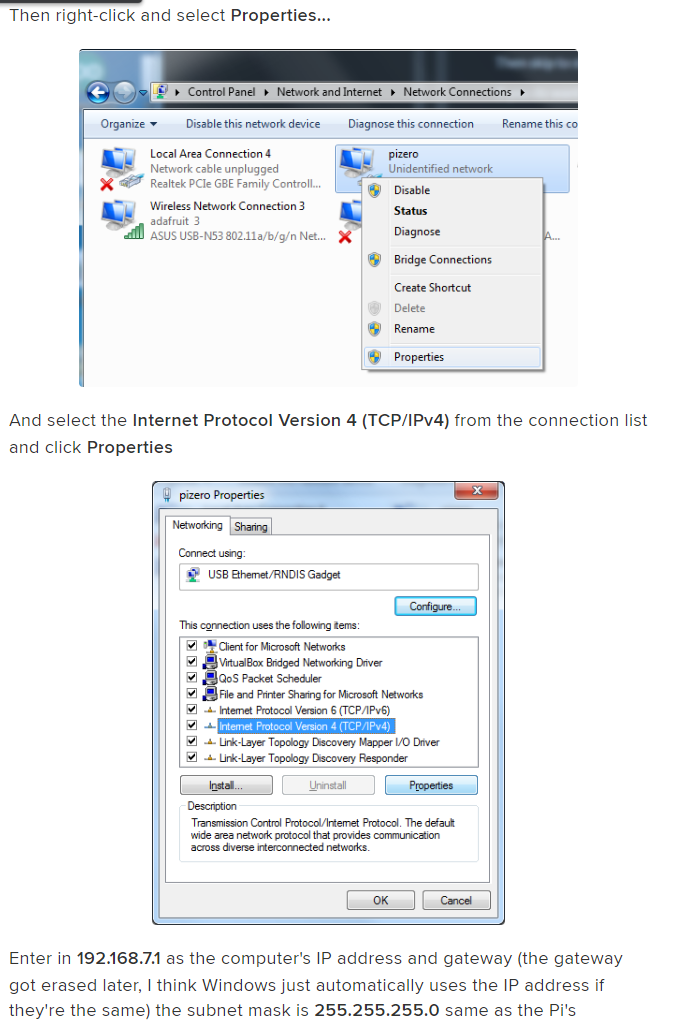 Then right-click and select Properties...
Control Panel Network and Internet Network Connections
Organize Disable this network device Diagnose this connection Rename this co
Local Area Connection 4
Network cable unplugged
Realtek PCIe GBE Family Controll...
Wireless Network Connection 3
adafruit 3
ASUS USB-N53 802.11a/b/g/n Net...
pizero
Unidentified network
A...
Disable
Status
Diagnose
Bridge Connections
Create Shortcut
Delete
Rename
Properties
And select the Internet Protocol Version 4 (TCP/IPv4) from the connection list
and click Properties
pizero Properties
Networking Sharing
Connect using:
USB Ethernet/RNDIS Gadget
Configure...
This connection uses the following items:
Client for Microsoft Networks
VirtualBox Bridged Networking Driver
QoS Packet Scheduler
File and Printer Sharing for Microsoft Networks
Internet Protocol Version 6 (TCP/IPv6)
Internet Protocol Version 4 (TCP/IPv4)
Link-Layer Topology Discovery Mapper I/O Driver
Link-Layer Topology Discovery Responder
Install... Uninstall Properties
Description
Transmission Control Protocol/Internet Protocol. The default
wide area network protocol that provides communication
across diverse interconnected networks.
OK Cancel
Enter in 192.168.7.1 as the computer's IP address and gateway (the gateway
got erased later, I think Windows just automatically uses the IP address if
they're the same) the subnet mask is 255.255.255.0 same as the Pi's